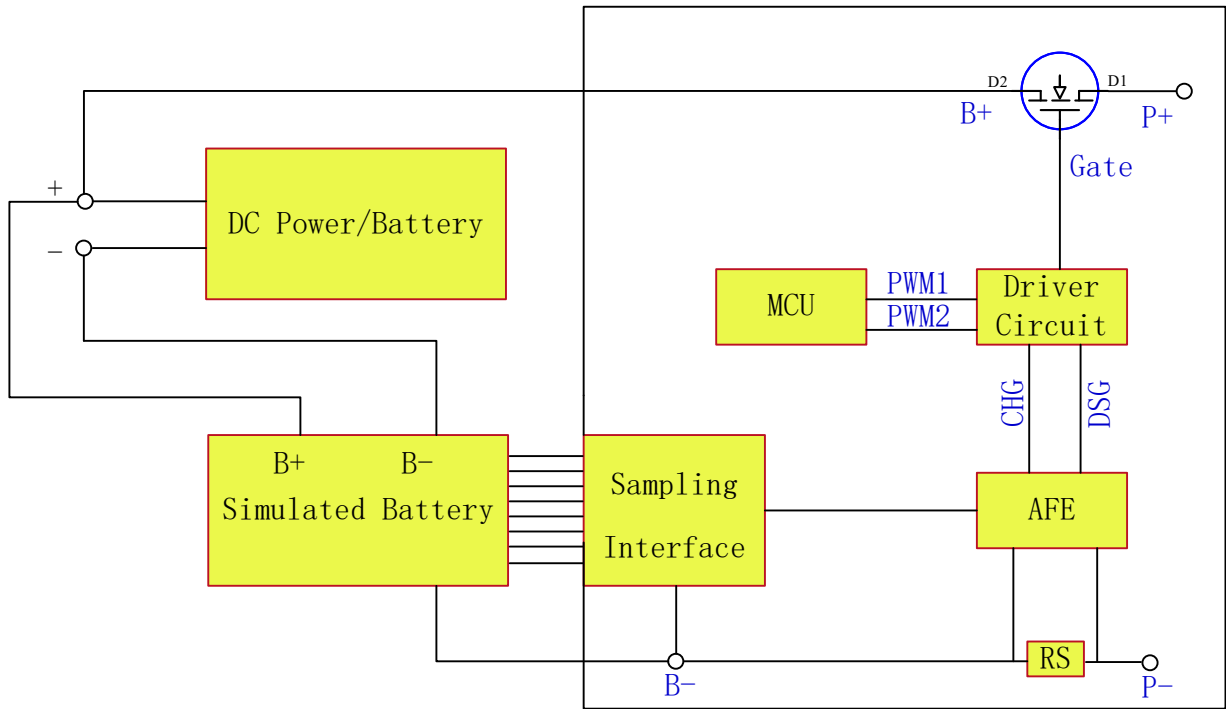 D2
D1
B+
P+
Gate
+
DC Power/Battery
−
MCU
PWM1
PWM2
Driver
Circuit
CHG
DSG
B+
B−
Simulated Battery
Sampling
Interface
AFE
RS
B−
P−